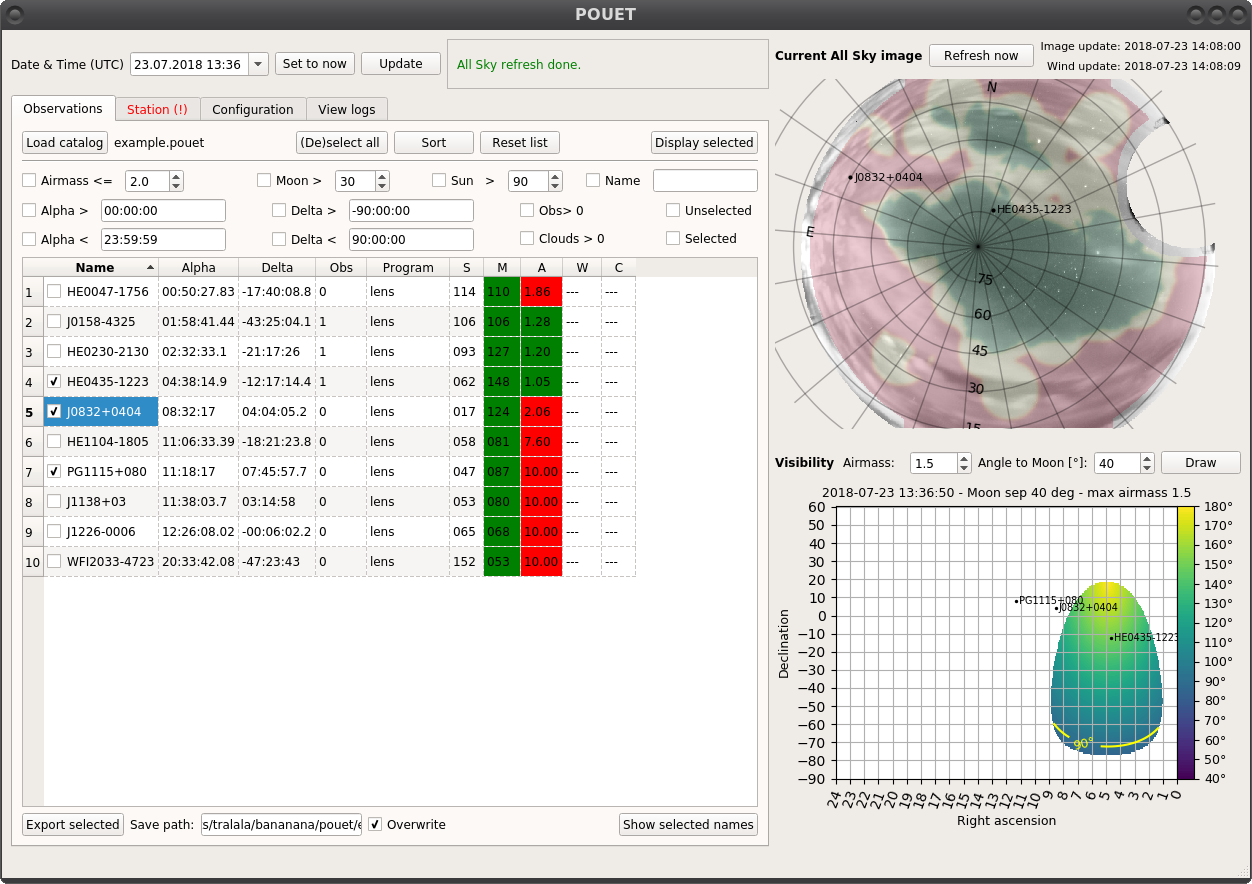 POUET
Date & Time (UTC) 23.07.2018 13:36 Set to now Update
All Sky refresh done.
Current All Sky image Refresh now
Image update: 2018-07-23 14:08:00
Wind update: 2018-07-23 14:08:09
Observations Station (!) Configuration View logs
Load catalog example.pouet (De)select all Sort Reset list Display selected
Airmass <= 2.0 Moon > 30 Sun > 90 Name
Alpha > 00:00:00 Delta > -90:00:00 Obs> 0 Unselected
Alpha < 23:59:59 Delta < 90:00:00 Clouds > 0 Selected
Name Alpha Delta Obs Program S M A W C
1 HE0047-1756 00:50:27.83 -17:40:08.8 0 lens 114 110 1.86 --- ---
2 J0158-4325 01:58:41.44 -43:25:04.1 1 lens 106 106 1.28 --- ---
3 HE0230-2130 02:32:33.1 -21:17:26 1 lens 093 127 1.20 --- ---
4 HE0435-1223 04:38:14.9 -12:17:14.4 1 lens 062 148 1.05 --- ---
5 J0832+0404 08:32:17 04:04:05.2 0 lens 017 124 2.06 --- ---
6 HE1104-1805 11:06:33.39 -18:21:23.8 0 lens 058 081 7.60 --- ---
7 PG1115+080 11:18:17 07:45:57.7 0 lens 047 087 10.00 --- ---
8 J1138+03 11:38:03.7 03:14:58 0 lens 053 080 10.00 --- ---
9 J1226-0006 12:26:08.02 -00:06:02.2 0 lens 065 068 10.00 --- ---
10 WFI2033-4723 20:33:42.08 -47:23:43 0 lens 152 053 10.00 --- ---
Export selected Save path: s/tralala/bananana/pouet/e Overwrite Show selected names
N
J0832+0404
HE0435-1223
E
75
60
45
30
15
Visibility Airmass: 1.5 Angle to Moon [°]: 40 Draw
2018-07-23 13:36:50 - Moon sep 40 deg - max airmass 1.5
Declination
60
50
40
30
20
10
0
−10
−20
−30
−40
−50
−60
−70
−80
−90
PG1115+080
J0832+0404
HE0435-1223
90°
180°
170°
160°
150°
140°
130°
120°
110°
100°
90°
80°
70°
60°
50°
40°
24 23 22 21 20 19 18 17 16 15 14 13 12 11 10 9 8 7 6 5 4 3 2 1 0
Right ascension